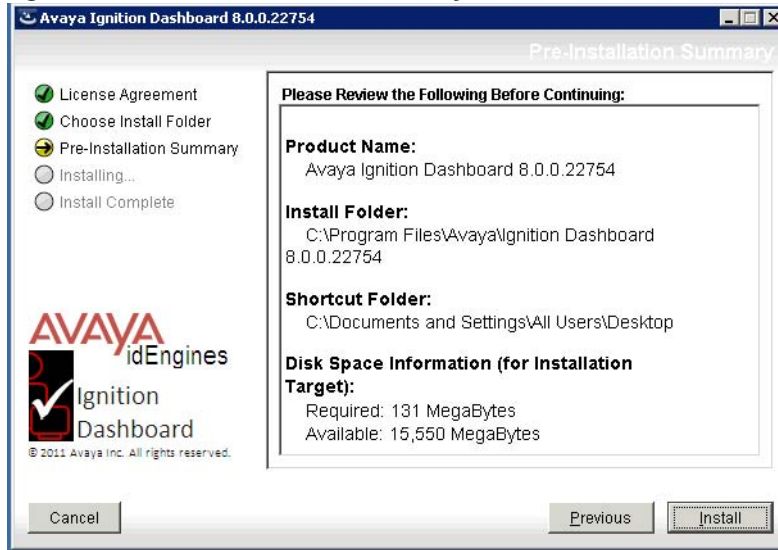 Avaya Ignition Dashboard 8.0.0.22754
Pre-Installation Summary
License Agreement
Choose Install Folder
Pre-Installation Summary
Installing...
Install Complete
AVAYA
idEngines
Ignition
Dashboard
© 2011 Avaya Inc. All rights reserved.
Please Review the Following Before Continuing:
Product Name:
Avaya Ignition Dashboard 8.0.0.22754
Install Folder:
C:\Program Files\Avaya\Ignition Dashboard
8.0.0.22754
Shortcut Folder:
C:\Documents and Settings\All Users\Desktop
Disk Space Information (for Installation
Target):
Required: 131 MegaBytes
Available: 15,550 MegaBytes
Cancel
Previous
Install